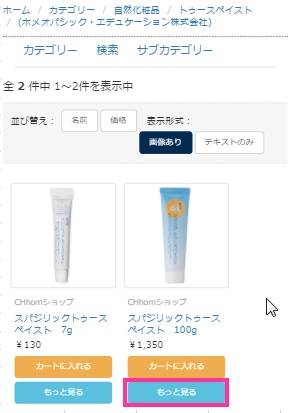 ホーム / カテゴリー / 自然化粧品 / トゥースペイスト
/ (ホメオパシック・エデュケーション株式会社)
カテゴリー 検索 サブカテゴリー
全 2 件中 1～2件を表示中
並び替え： 名前 価格 表示形式：
画像あり テキストのみ
CHhomショップ CHhomショップ
スパジリックトゥース スパジリックトゥース
ペイスト 7g ペイスト 100g
￥130 ￥1,350
カートに入れる カートに入れる
もっと見る もっと見る